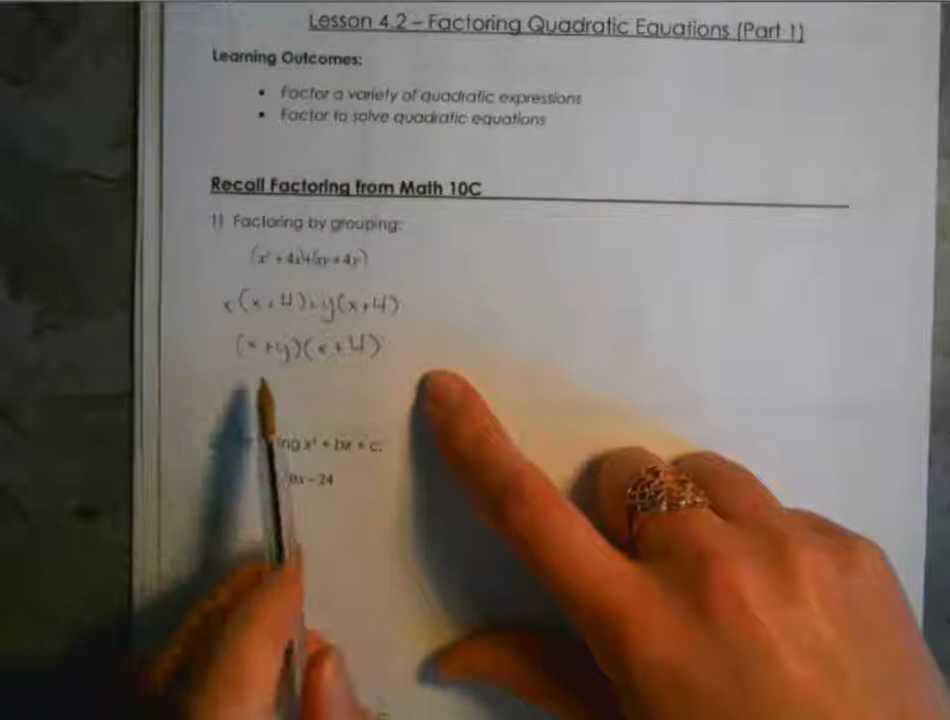 Lesson 4.2 – Factoring Quadratic Equations (Part 1)
Learning Outcomes:
• Factor a variety of quadratic expressions
• Factor to solve quadratic equations
Recall Factoring from Math 10C
1) Factoring by grouping:
(x² + 4x)+(xy+4y)
x(x+4)+y(x+4)
(x+y)(x+4)
ing x² + bx + c:
x – 24